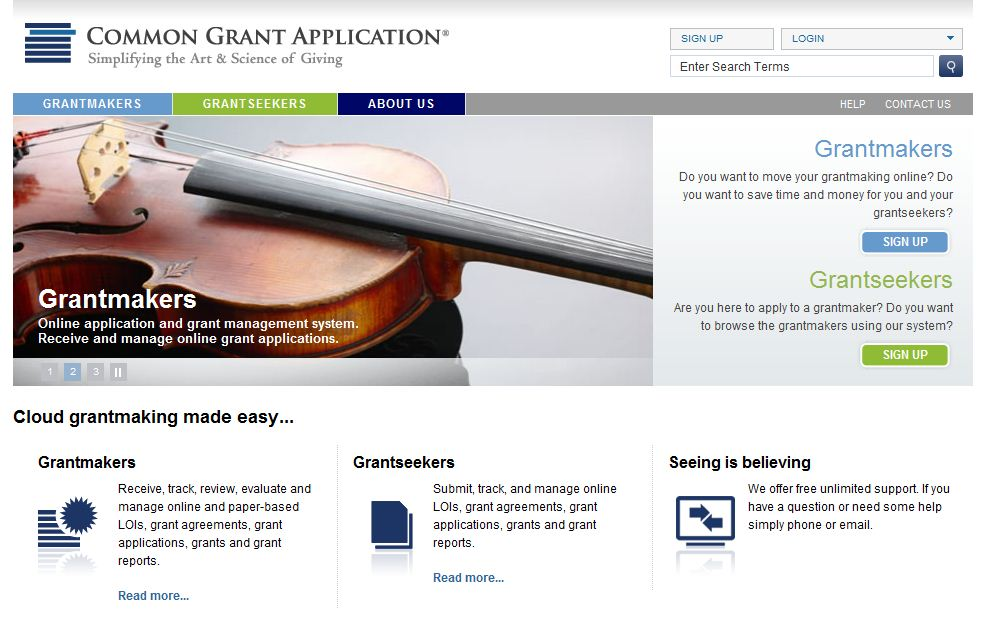 COMMON GRANT APPLICATION®
Simplifying the Art & Science of Giving
SIGN UP
LOGIN
Enter Search Terms
GRANTMAKERS
GRANTSEEKERS
ABOUT US
HELP
CONTACT US
Grantmakers
Online application and grant management system.
Receive and manage online grant applications.
1 2 3
Grantmakers
Do you want to move your grantmaking online? Do
you want to save time and money for you and your
grantseekers?
SIGN UP
Grantseekers
Are you here to apply to a grantmaker? Do you want
to browse the grantmakers using our system?
SIGN UP
Cloud grantmaking made easy...
Grantmakers
Receive, track, review, evaluate and
manage online and paper-based
LOIs, grant agreements, grant
applications, grants and grant
reports.
Read more...
Grantseekers
Submit, track, and manage online
LOIs, grant agreements, grant
applications, grants and grant
reports.
Read more...
Seeing is believing
We offer free unlimited support. If you
have a question or need some help
simply phone or email.